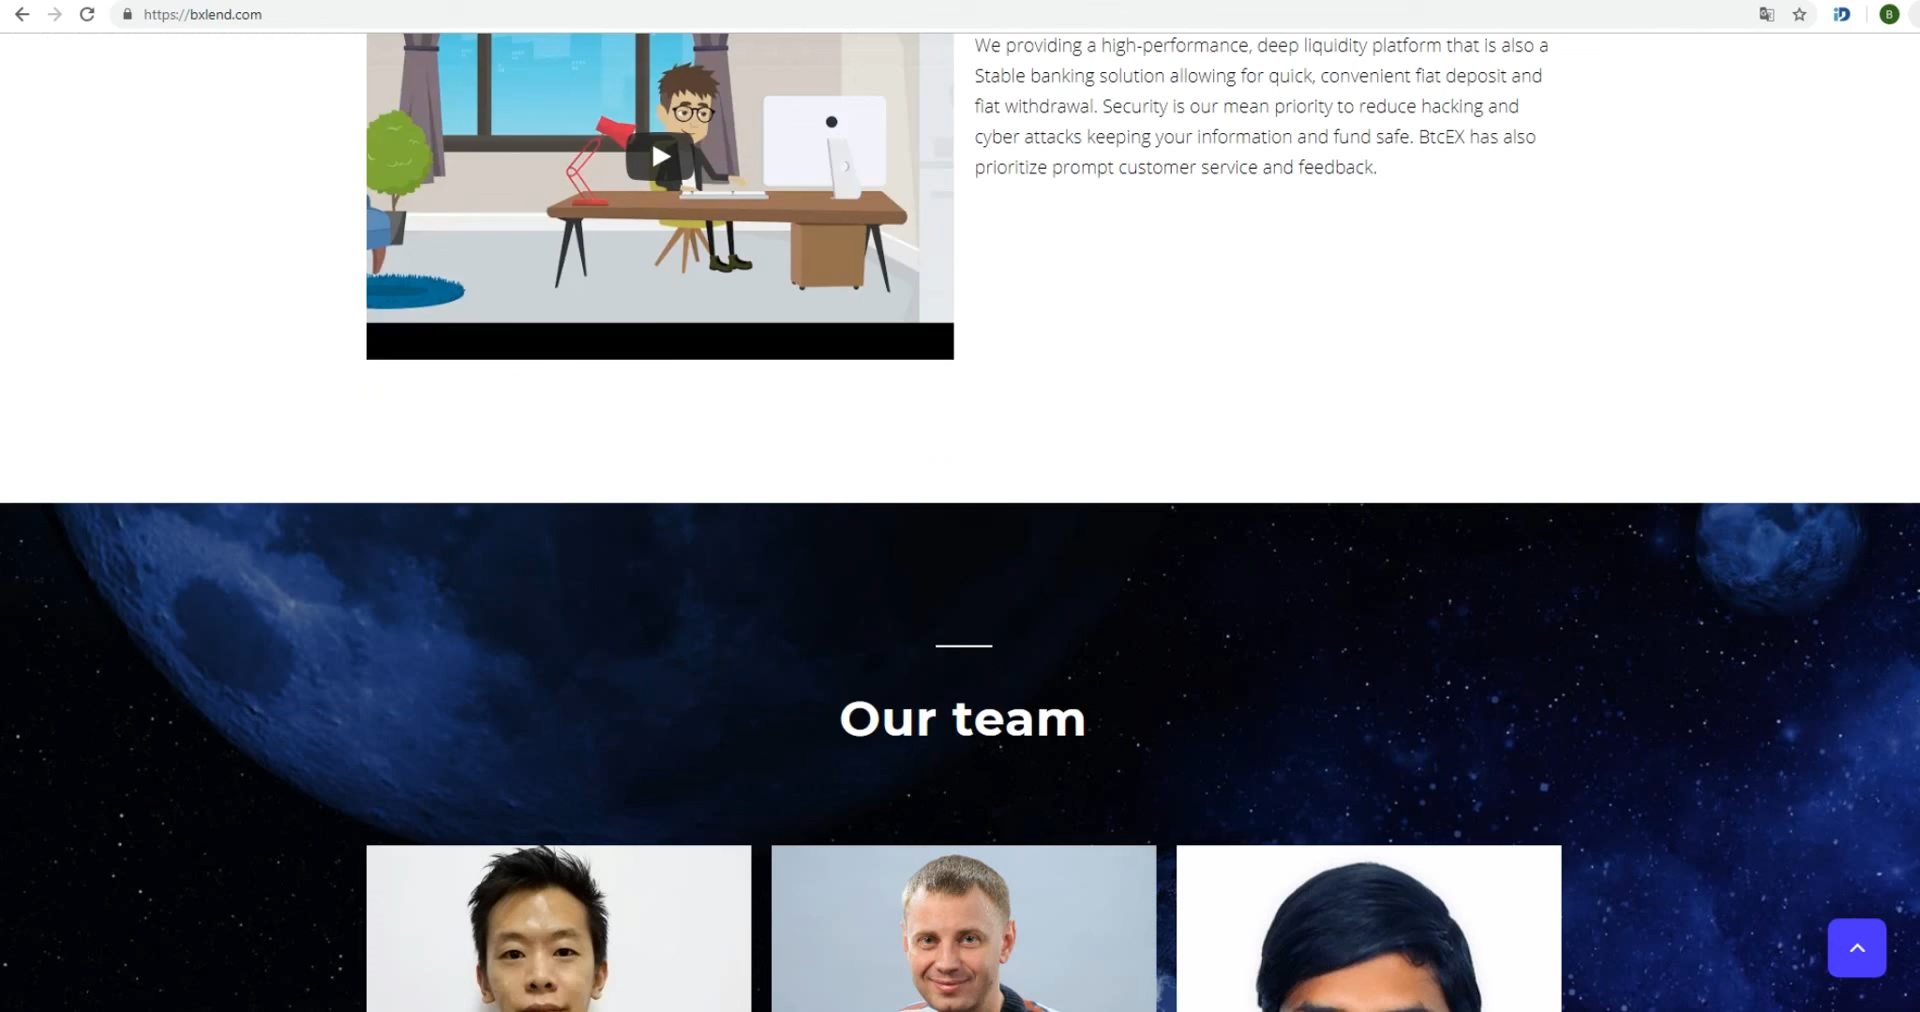 https://bxlend.com
B
We providing a high-performance, deep liquidity platform that is also a
Stable banking solution allowing for quick, convenient fiat deposit and
fiat withdrawal. Security is our mean priority to reduce hacking and
cyber attacks keeping your information and fund safe. BtcEX has also
prioritize prompt customer service and feedback.
Our team